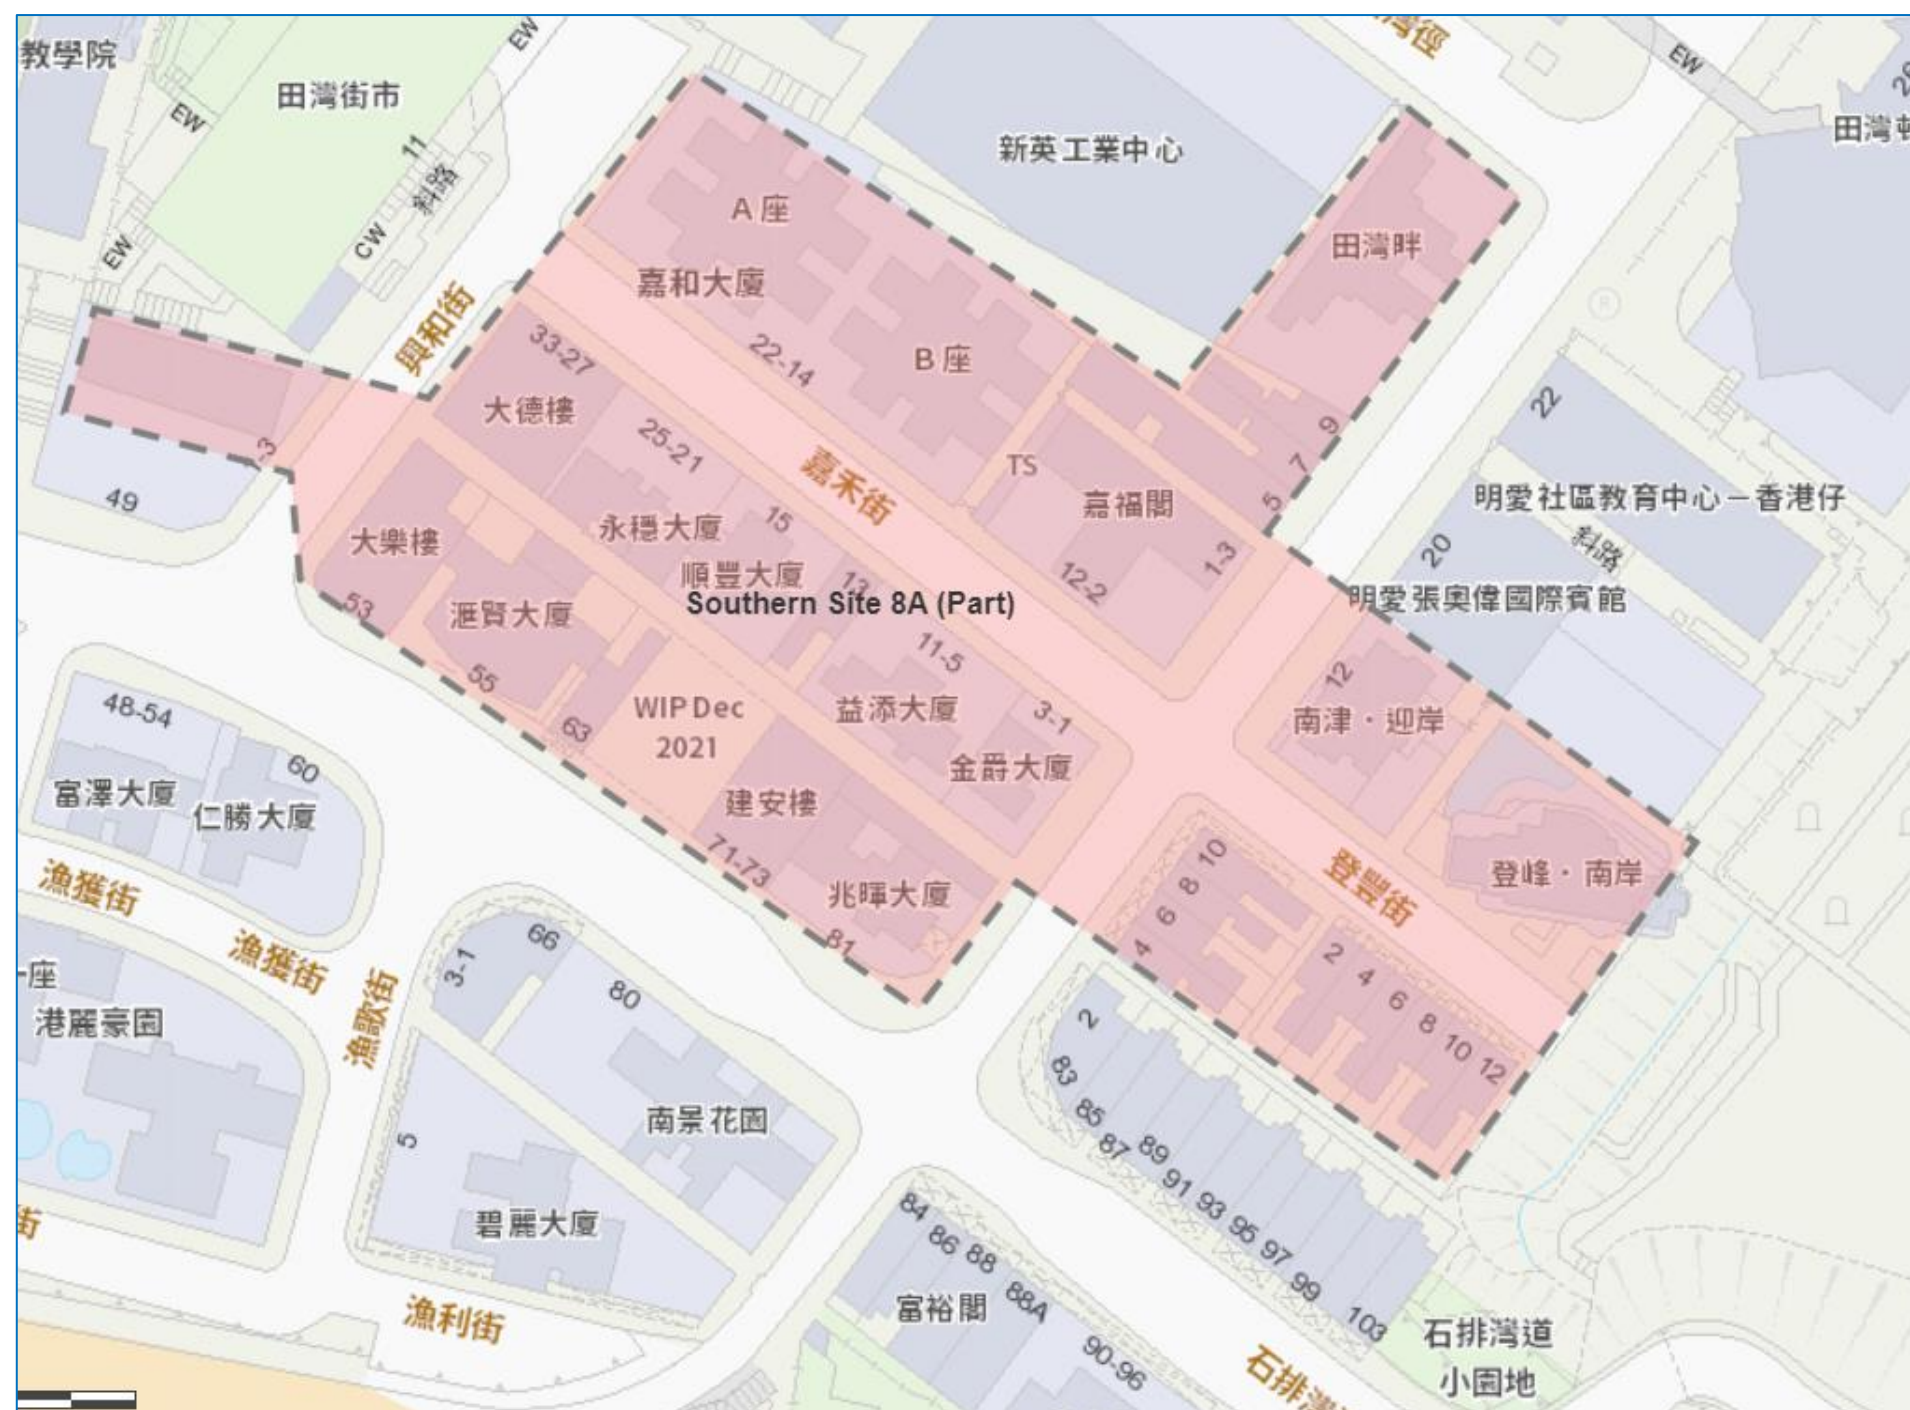 教學院
EW
田灣街市
EW
11
斜路
CW
EW
興和街
新英工業中心
EW
田灣畔
A 座
嘉和大廈
22-14
B 座
33-27
大德樓
25-21
永穩大廈
15
順豐大廈
13
嘉禾街
TS
嘉福閣
12-2
1-3
9
7
5
22
明愛社區教育中心－香港仔
斜路
20
明愛張奧偉國際賓館
49
大樂樓
53
滙賢大廈
55
63
Southern Site 8A (Part)
WIP Dec
2021
11-5
益添大廈
3-1
金爵大廈
建安樓
71-73
兆暉大廈
81
12
南津．迎岸
登峰．南岸
登豐街
10
8
6
4
2
4
6
8
10
12
48-54
60
富澤大廈
仁勝大廈
漁獲街
漁獲街
漁歌街
3-1
66
80
港麗豪園
南景花園
5
碧麗大廈
漁利街
2
83
85
87
89
91
93
95
97
99
103
84
86
88
88A
90-96
富裕閣
石排灣道
小園地